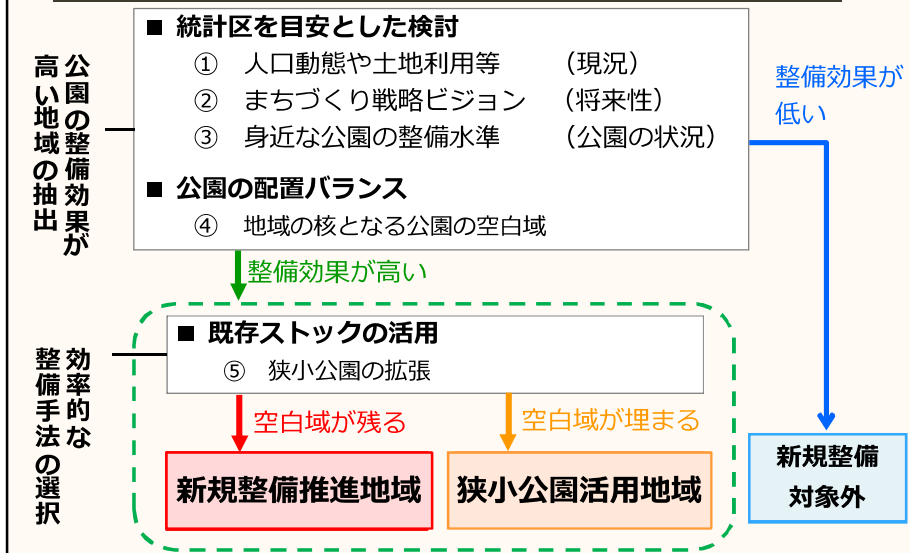 公園の整備効果が
高い地域の抽出
■ 統計区を目安とした検討
① 人口動態や土地利用等 （現況）
② まちづくり戦略ビジョン （将来性）
③ 身近な公園の整備水準 （公園の状況）
■ 公園の配置バランス
④ 地域の核となる公園の空白域
整備効果が
低い
整備効果が高い
効率的な
整備手法の選択
■ 既存ストックの活用
⑤ 狭小公園の拡張
空白域が残る
空白域が埋まる
新規整備推進地域
狭小公園活用地域
新規整備
対象外